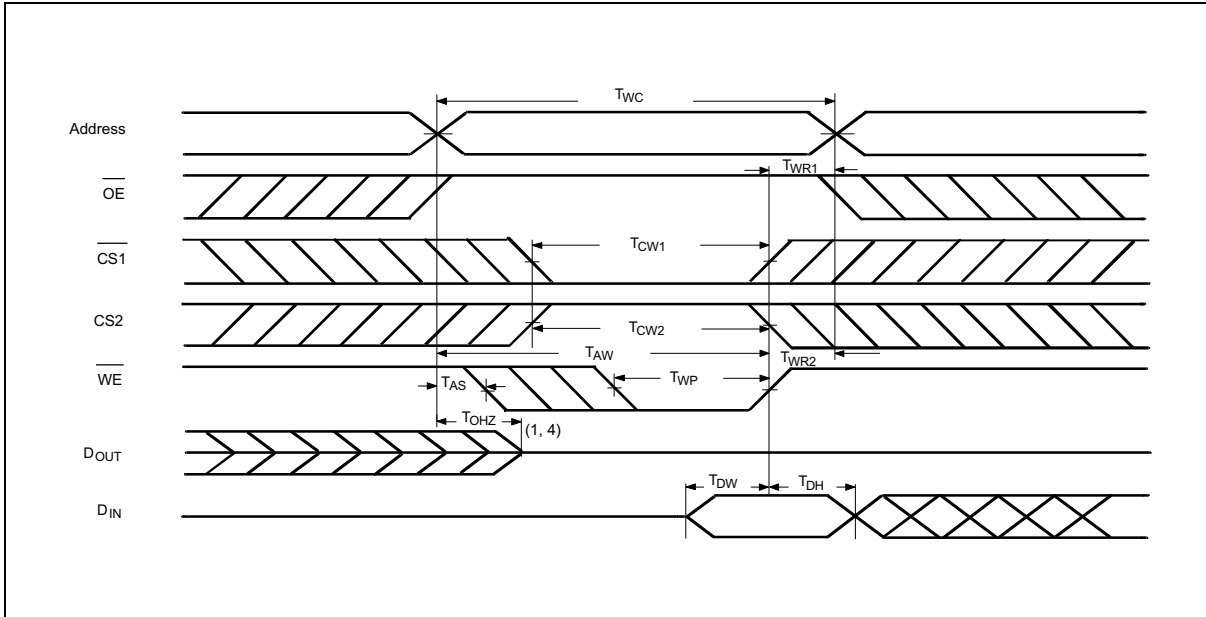 TWC
Address
TWR1
OE
TCW1
CS1
CS2
TCW2
TAW
TWR2
WE
TAS
TWP
TOHZ
(1, 4)
DOUT
TDW
TDH
DIN